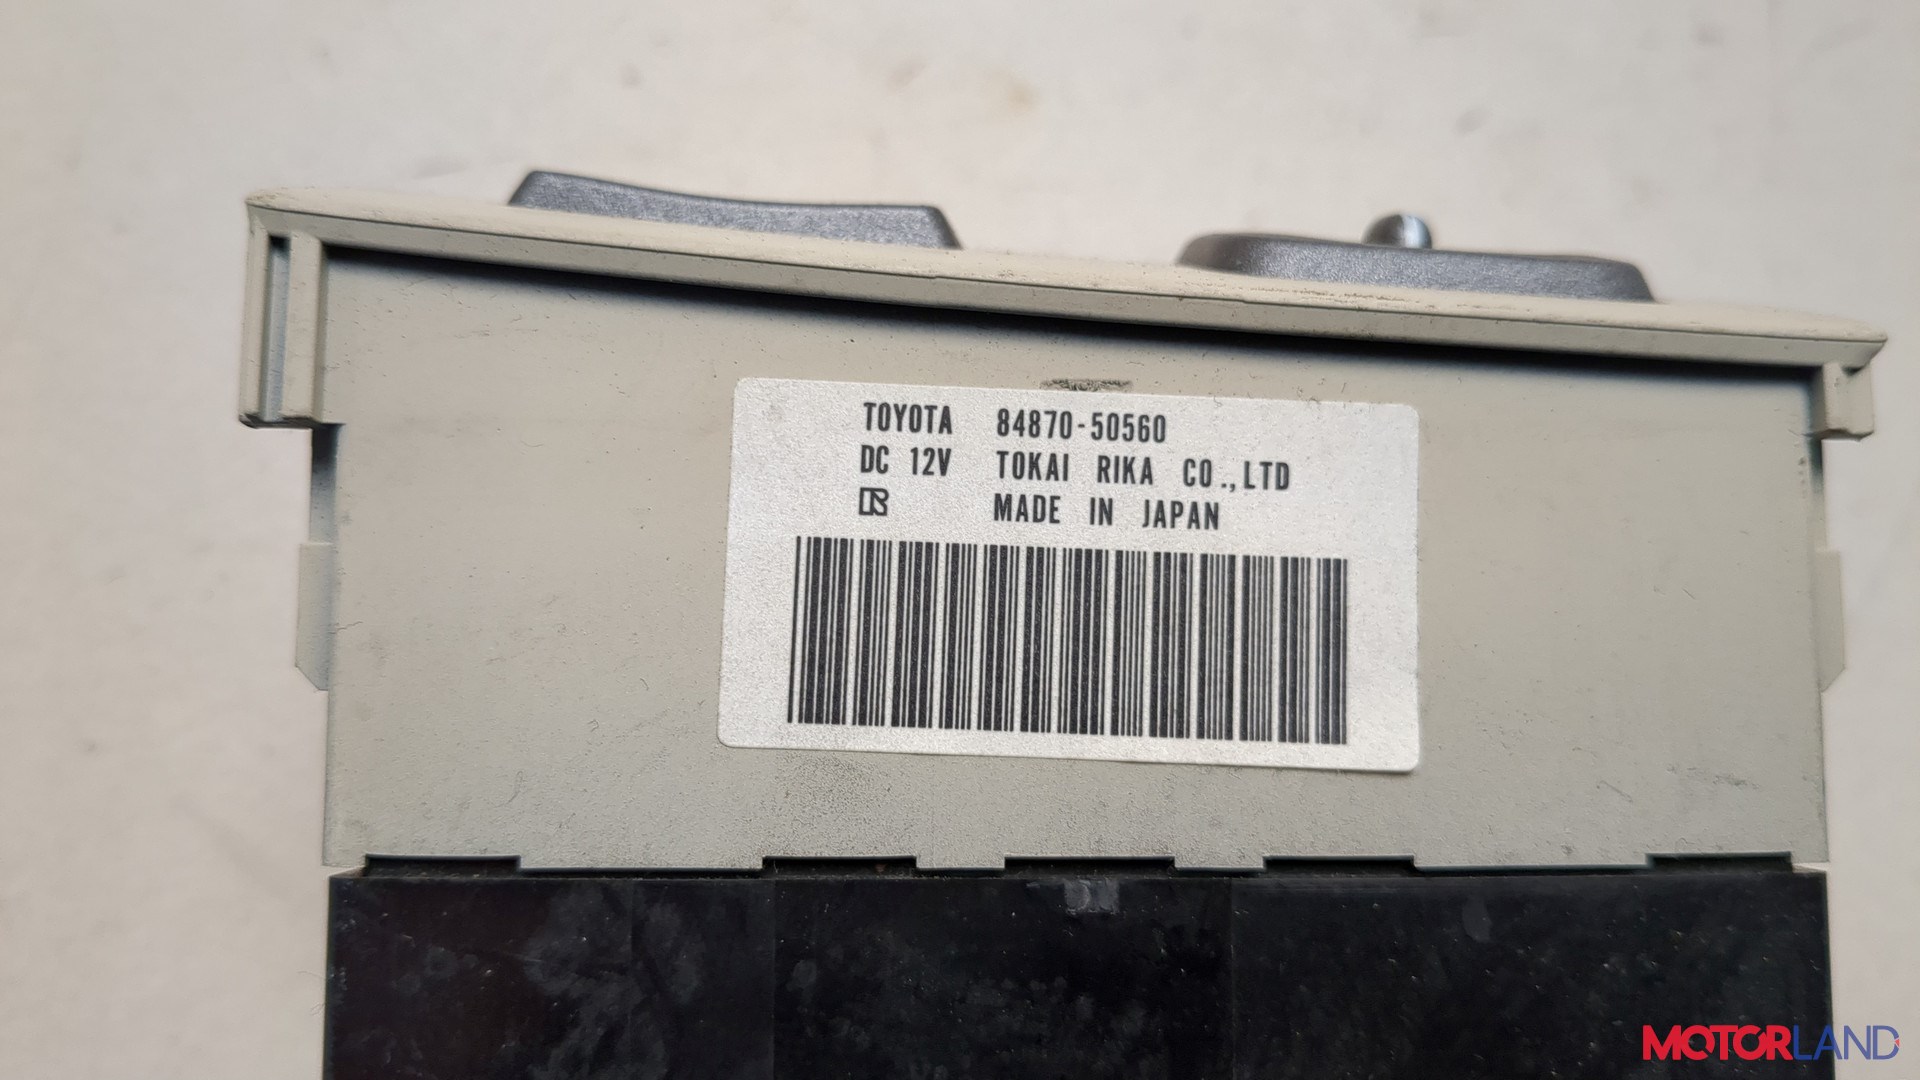 TOYOTA 84870-50560
DC 12V TOKAI RIKA CO.,LTD
MADE IN JAPAN
MOTORLAND